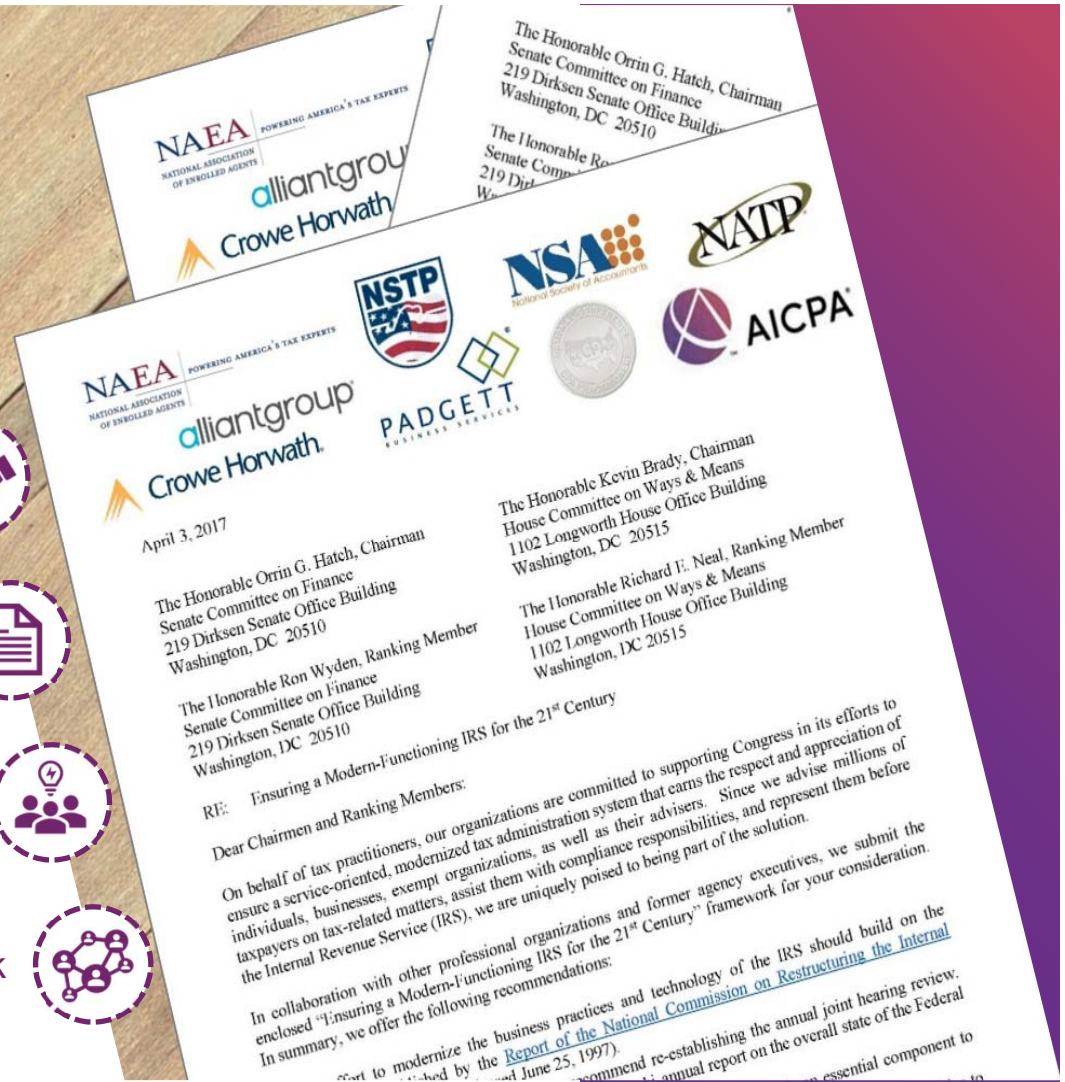 NAEA
POWERING AMERICA'S TAX EXPERTS
NATIONAL ASSOCIATION
OF ENROLLED AGENTS
alliantgrou
Crowe Horwath
The Honorable Orrin G. Hatch, Chairman
Senate Committee on Finance
219 Dirksen Senate Office
Washington, DC 20510
The Honorable
Senate
219
NAEA
POWERING AMERICA'S TAX EXPERTS
NATIONAL ASSOCIATION
OF ENROLLED AGENTS
alliantgroup
Crowe Horwath.
NSTP
PADGETT
BUSINESS SERVICES
NSA
National Society of Accountants
NATP
AICPA
April 3, 2017
The Honorable Orrin G. Hatch, Chairman
Senate Committee on Finance
219 Dirksen Senate Office Building
Washington, DC 20510
The Honorable Ron Wyden, Ranking Member
Senate Committee on Finance
219 Dirksen Senate Office Building
Washington, DC 20510
The Honorable Kevin Brady, Chairman
House Committee on Ways & Means
1102 Longworth House Office Building
Washington, DC 20515
The Honorable Richard E. Neal, Ranking Member
House Committee on Ways & Means
1102 Longworth House Office Building
Washington, DC 20515
RE: Ensuring a Modern-Functioning IRS for the 21st Century
Dear Chairmen and Ranking Members:
On behalf of tax practitioners, our organizations are committed to supporting Congress in its efforts to
ensure a service-oriented, modernized tax administration system that earns the respect and appreciation of
individuals, businesses, exempt organizations, as well as their advisers. Since we advise millions of
taxpayers on tax-related matters, assist them with compliance responsibilities, and represent them before
the Internal Revenue Service (IRS), we are uniquely poised to being part of the solution.
In collaboration with other professional organizations and former agency executives, we submit the
enclosed "Ensuring a Modern-Functioning IRS for the 21st Century" framework for your consideration.
In summary, we offer the following recommendations:
to modernize the business practices and technology of the IRS should build on the
by the Report of the National Commission on Restructuring the Internal
June 25, 1997).
re-establishing the annual joint hearing review.
annual report on the overall state of the Federal
essential component to
k